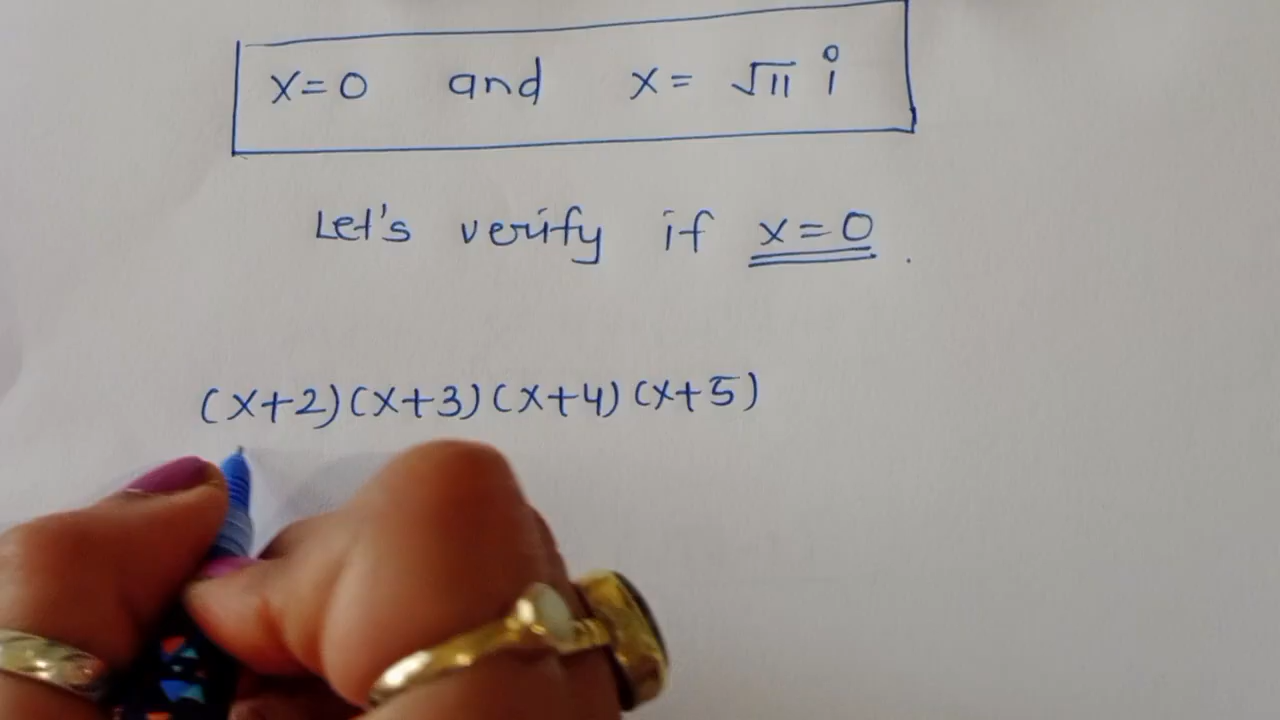 x=0 and x= √11 i
Let's verify if x=0.
(x+2)(x+3)(x+4)(x+5)